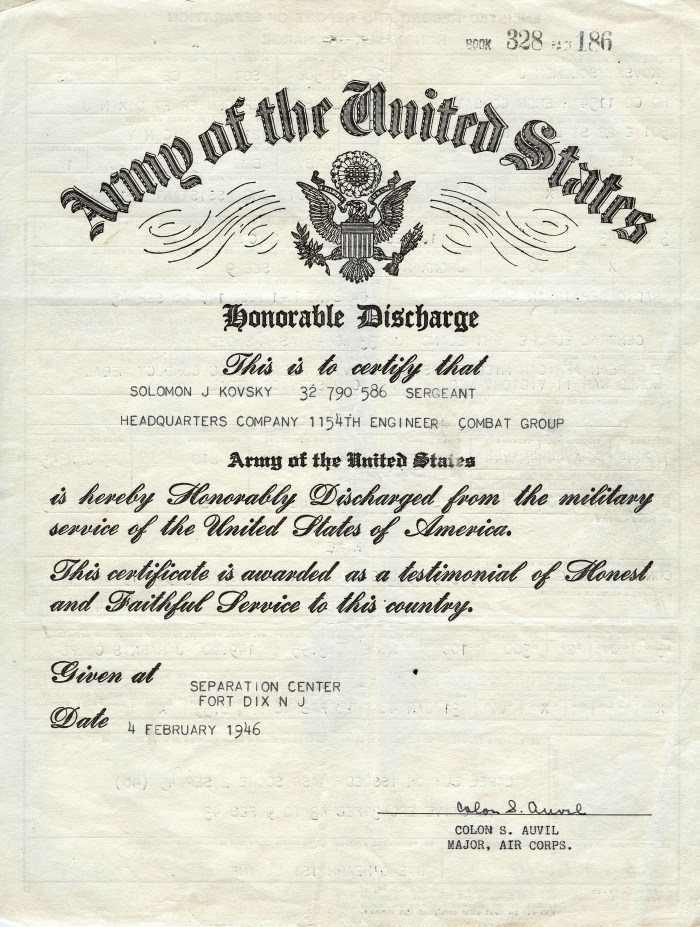 BOOK 328 PAGE 186
Army of the United States
Honorable Discharge
This is to certify that
SOLOMON J KOVSKY 32 790 586 SERGEANT
HEADQUARTERS COMPANY 1154TH ENGINEER COMBAT GROUP
Army of the United States
is hereby Honorably Discharged from the military
service of the United States of America.
This certificate is awarded as a testimonial of Honest
and Faithful Service to this country.
Given at
SEPARATION CENTER
FORT DIX N J
Date
4 FEBRUARY 1946
Colon S. Auvil
COLON S. AUVIL
MAJOR, AIR CORPS.